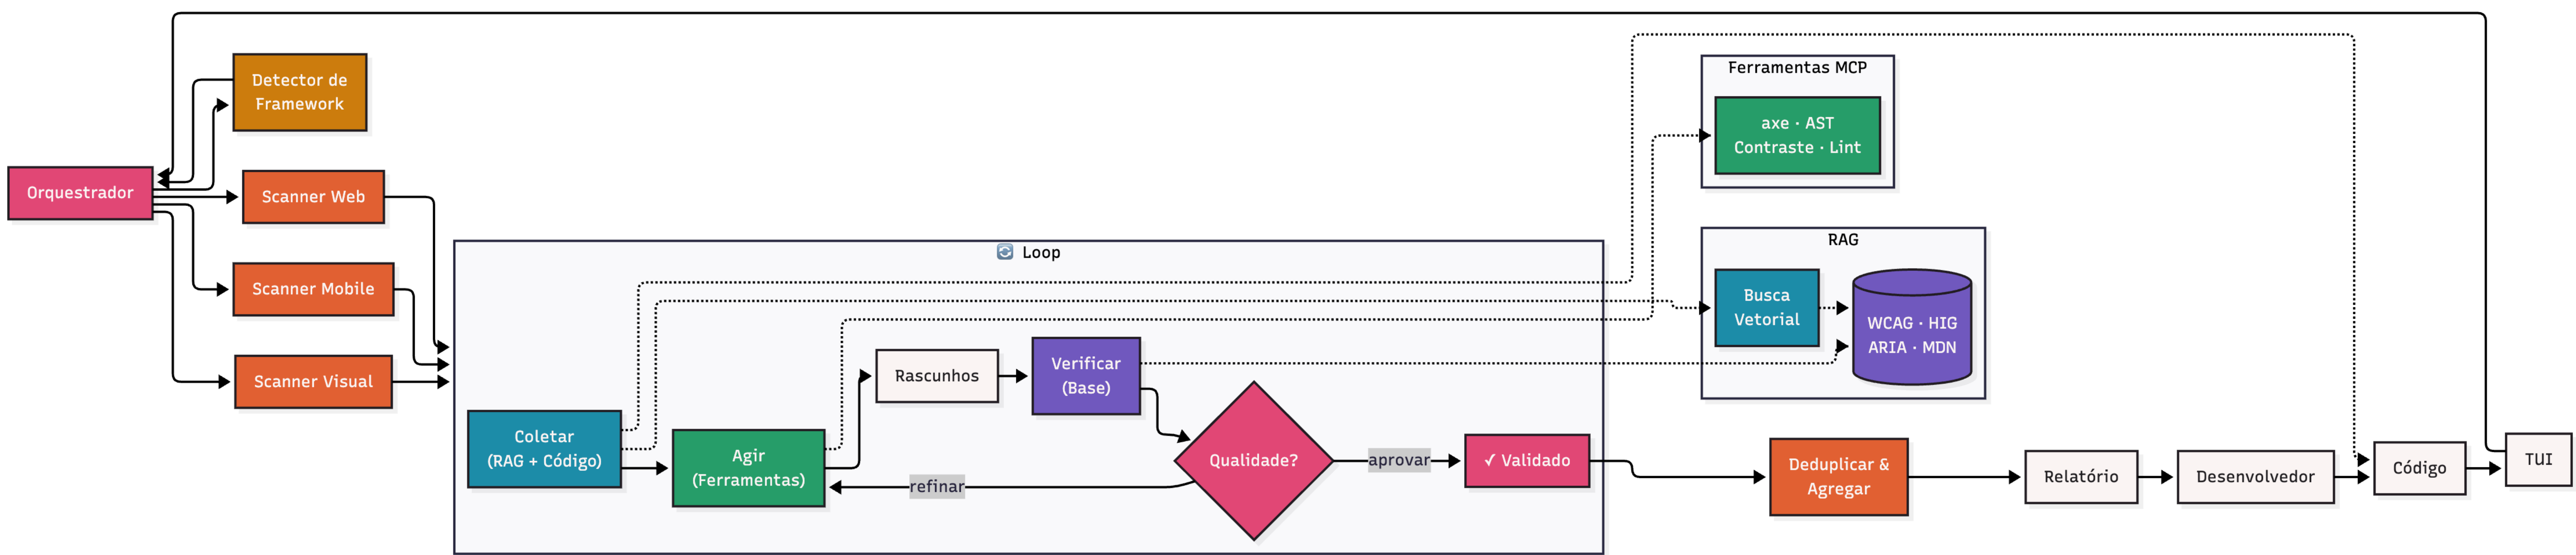 Detector de
Framework
Orquestrador
Scanner Web
Scanner Mobile
Scanner Visual
Loop
Coletar
(RAG + Código)
Agir
(Ferramentas)
Rascunhos
Verificar
(Base)
Qualidade?
refinar
aprovar
✓ Validado
Ferramentas MCP
axe · AST
Contraste · Lint
RAG
Busca
Vetorial
WCAG · HIG
ARIA · MDN
Deduplicar &
Agregar
Relatório
Desenvolvedor
Código
TUI